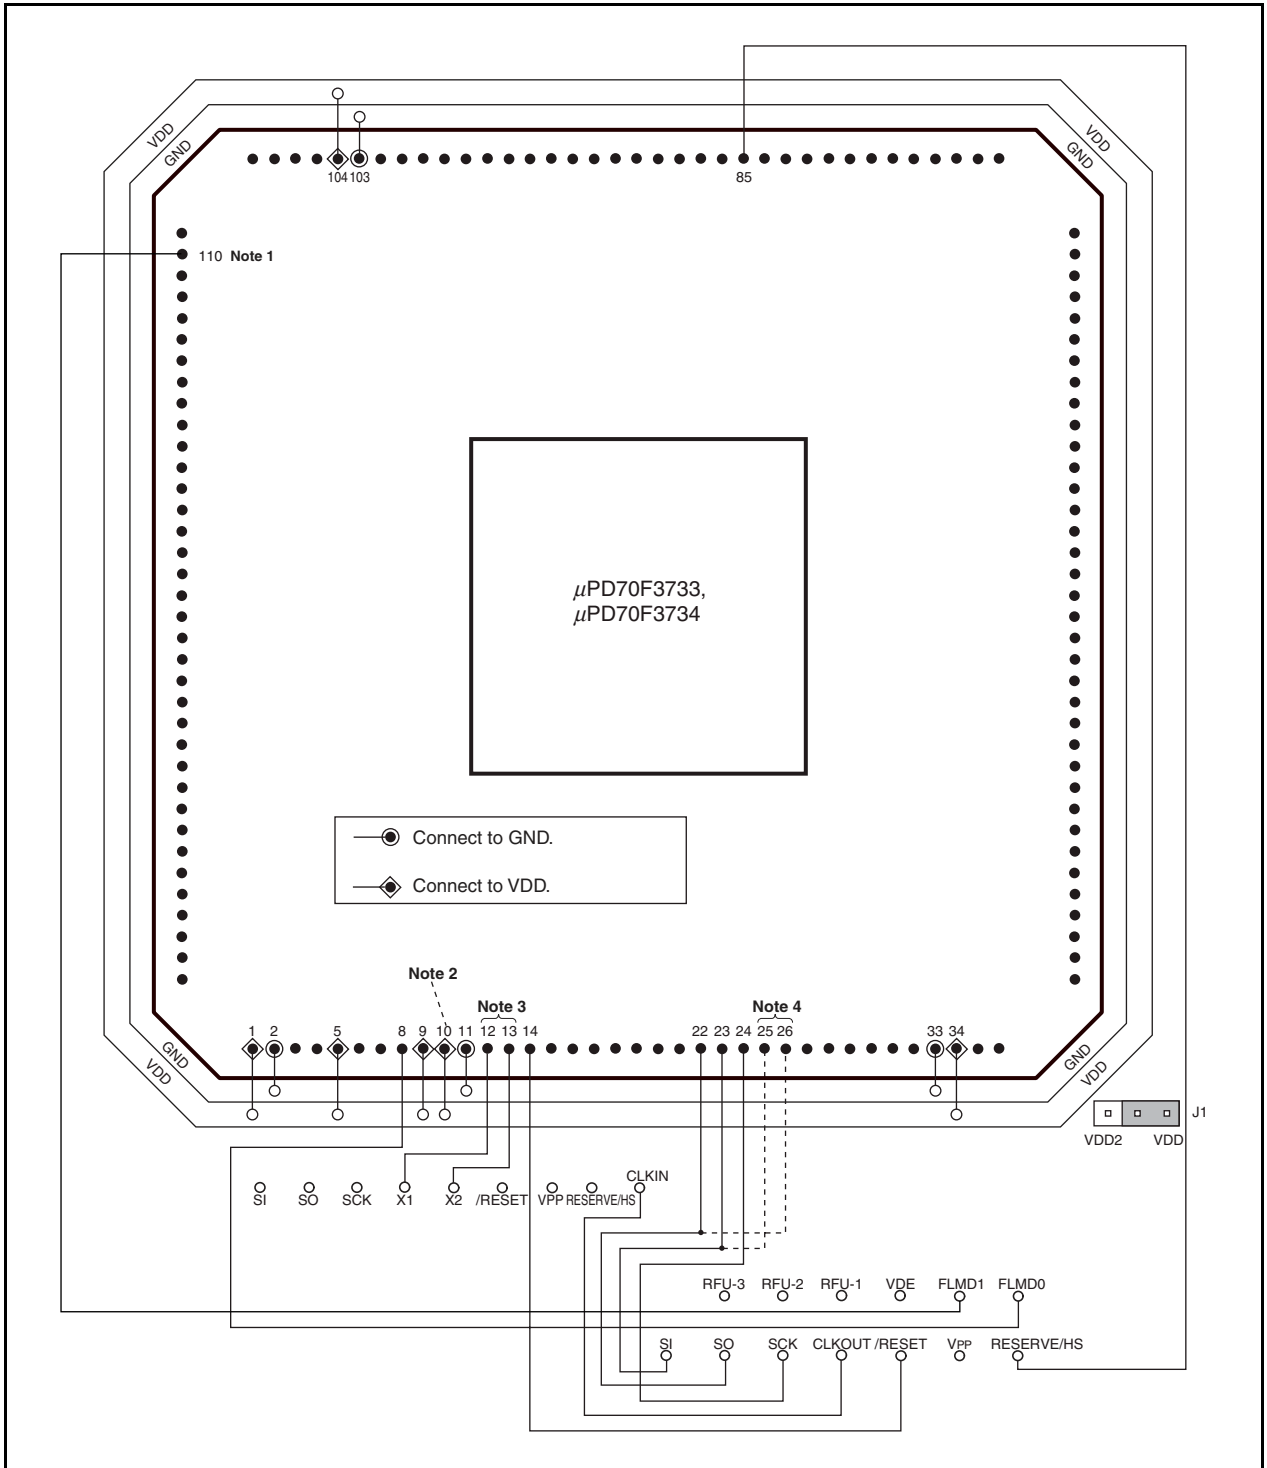 VDD
GND
VDD
GND
104 103
85
110 Note 1
μPD70F3733,
μPD70F3734
Connect to GND.
Connect to VDD.
Note 2
Note 3
Note 4
1 2 5 8 9 10 11 12 13 14 22 23 24 25 26 33 34
GND
VDD
GND
VDD
J1
VDD2 VDD
CLKIN
SI SO SCK X1 X2 /RESET VPP RESERVE/HS
RFU-3 RFU-2 RFU-1 VDE FLMD1 FLMD0
SI SO SCK CLKOUT /RESET VPP RESERVE/HS